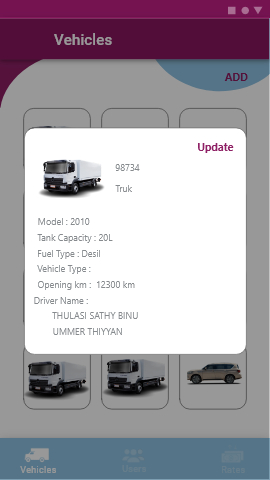 Vehicles
ADD
Update
98734
Truk
Model : 2010
Tank Capacity : 20L
Fuel Type : Desil
Vehicle Type :
Opening km : 12300 km
Driver Name :
THULASI SATHY BINU
UMMER THIYYAN
Vehicles
Users